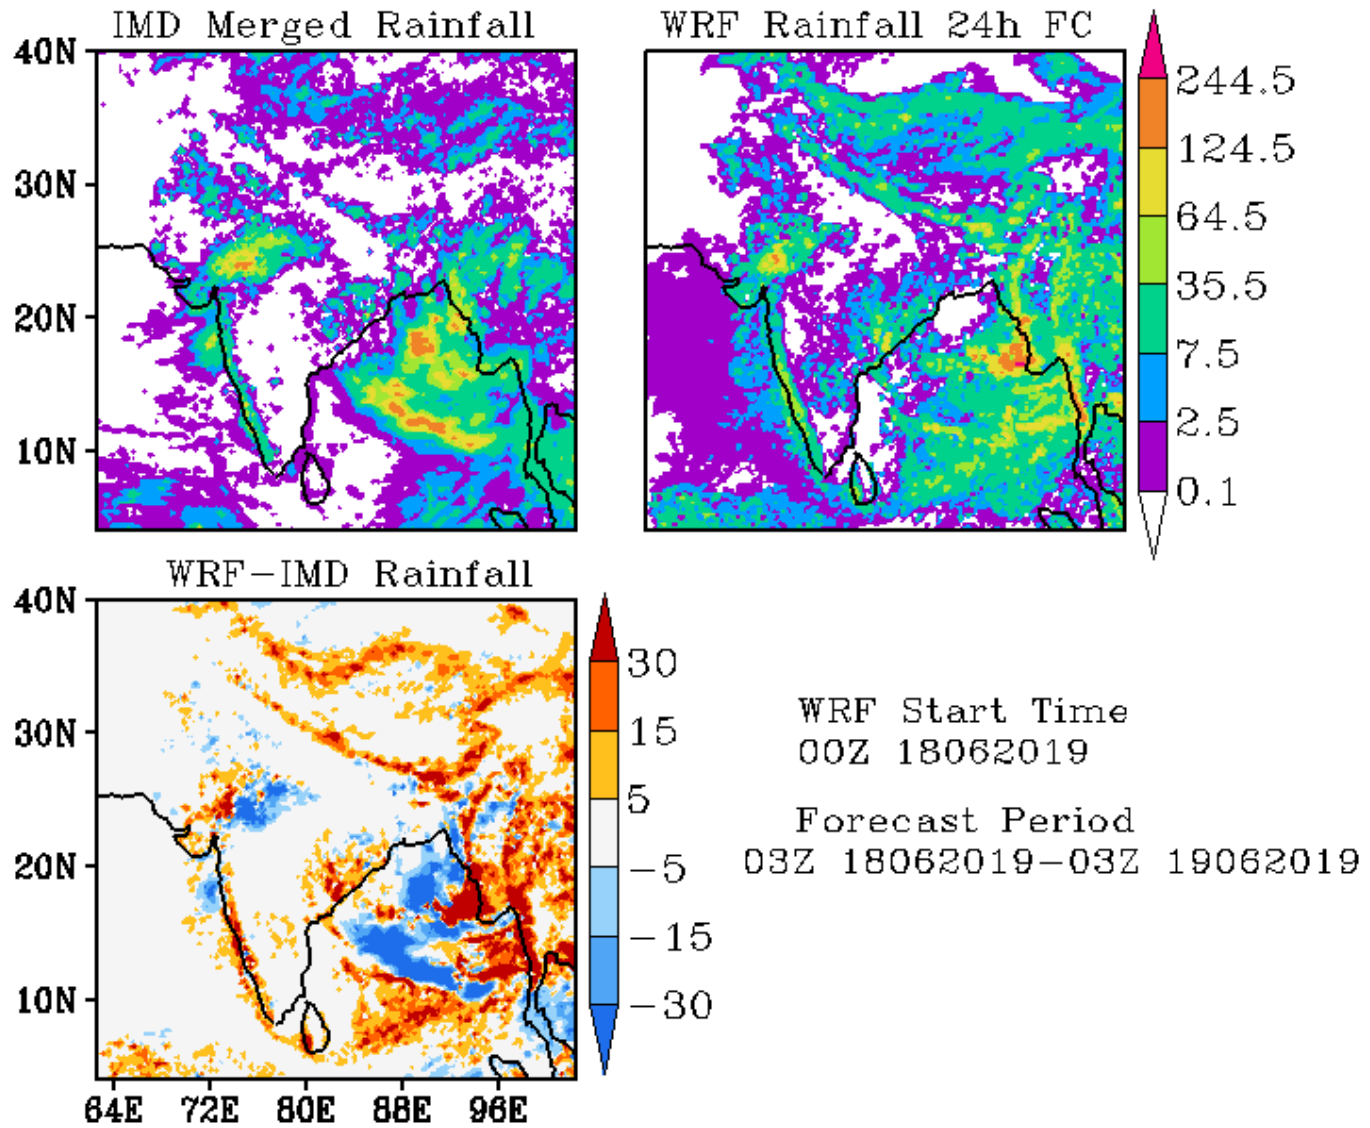 IMD Merged Rainfall
WRF Rainfall 24h FC
40N
30N
20N
10N
244.5
124.5
64.5
35.5
7.5
2.5
0.1
WRF-IMD Rainfall
40N
30N
20N
10N
64E 72E 80E 88E 96E
30
15
5
-5
-15
-30
WRF Start Time
00Z 18062019
Forecast Period
03Z 18062019-03Z 19062019